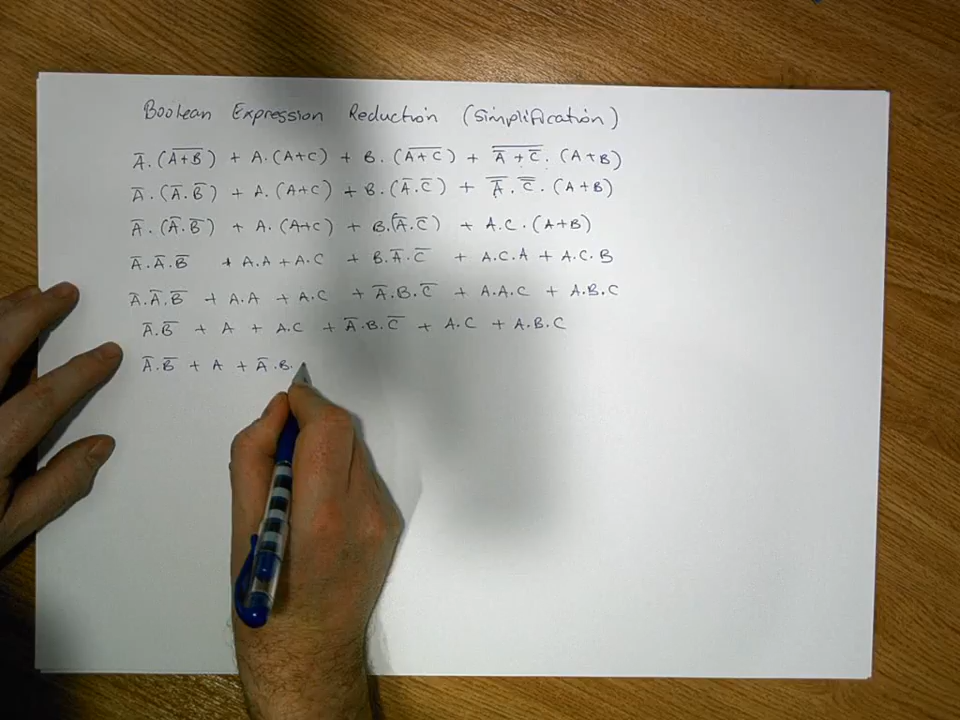 Boolean Expression Reduction (Simplification)
A̅.(A̅+̅B̅) + A.(A+C) + B.(A̅+̅C̅) + A̿ ̅+̅ ̅C̿.(A+B)
A̅.(A̅.B̅) + A.(A+C) + B.(A̅.C̅) + A̿.C̿.(A+B)
A̅.(A̅.B̅) + A.(A+C) + B.(A̅.C̅) + A.C.(A+B)
A̅.A̅.B̅ + A.A + A.C + B.A̅.C̅ + A.C.A + A.C.B
A̅.A̅.B̅ + A.A + A.C + A̅.B.C̅ + A.A.C + A.B.C
A̅.B̅ + A + A.C + A̅.B.C̅ + A.C + A.B.C
A̅.B̅ + A + A̅.B.